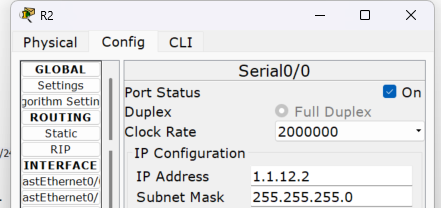 R2
Physical Config CLI
GLOBAL
Settings
gorithm Settin
ROUTING
Static
RIP
INTERFACE
astEthernet0/
astEthernet0/
/24
Serial0/0
Port Status On
Duplex Full Duplex
Clock Rate 2000000
IP Configuration
IP Address 1.1.12.2
Subnet Mask 255.255.255.0